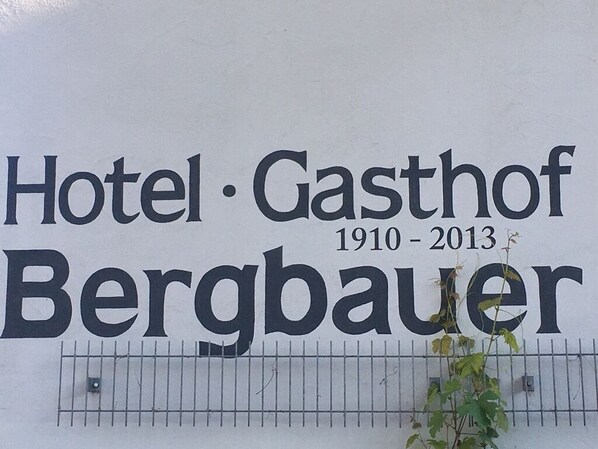 Hotel · Gasthof
1910 - 2013
Bergbauer